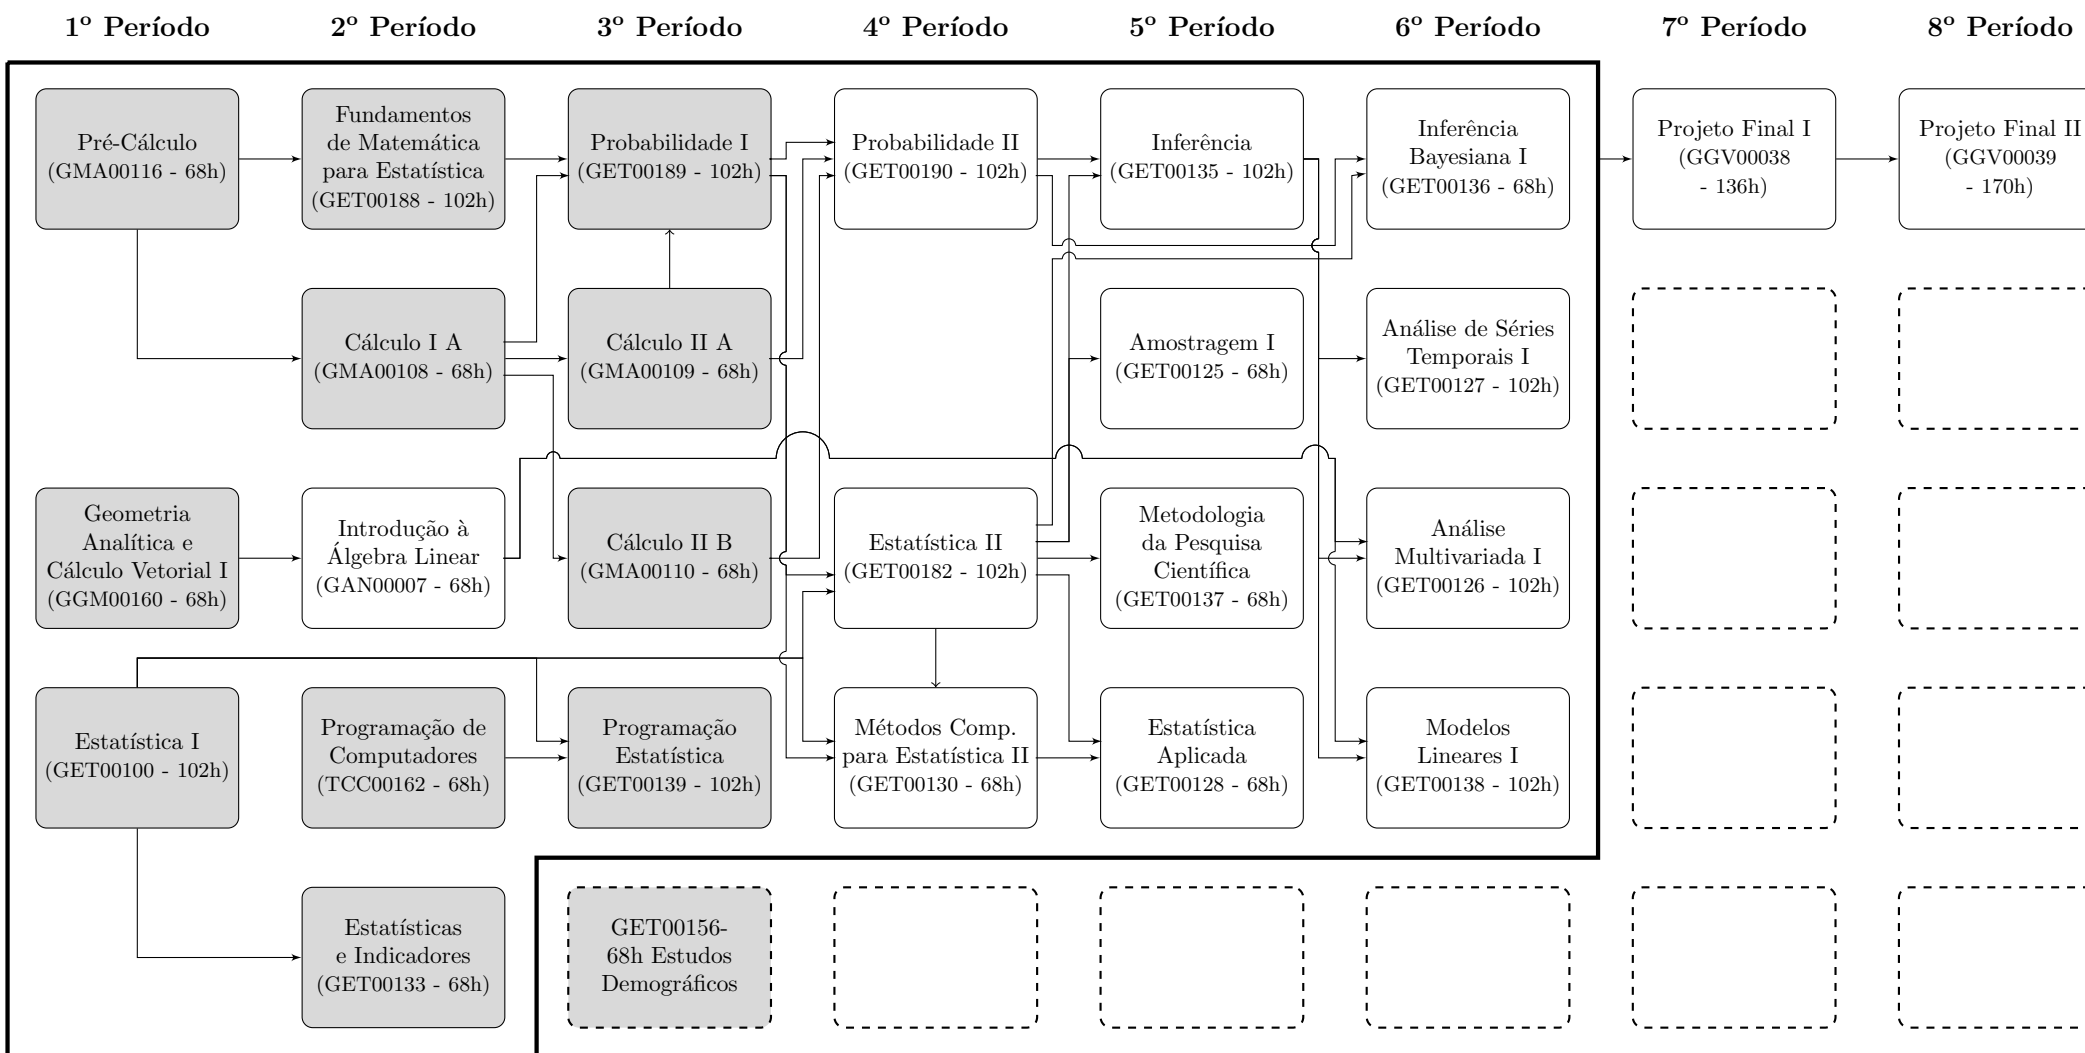 1º Período
2º Período
3º Período
4º Período
5º Período
6º Período
7º Período
8º Período
Pré-Cálculo
(GMA00116 - 68h)
Fundamentos
de Matemática
para Estatística
(GET00188 - 102h)
Probabilidade I
(GET00189 - 102h)
Probabilidade II
(GET00190 - 102h)
Inferência
(GET00135 - 102h)
Inferência
Bayesiana I
(GET00136 - 68h)
Projeto Final I
(GGV00038
- 136h)
Projeto Final II
(GGV00039
- 170h)
Cálculo I A
(GMA00108 - 68h)
Cálculo II A
(GMA00109 - 68h)
Amostragem I
(GET00125 - 68h)
Análise de Séries
Temporais I
(GET00127 - 102h)
Geometria
Analítica e
Cálculo Vetorial I
(GGM00160 - 68h)
Introdução à
Álgebra Linear
(GAN00007 - 68h)
Cálculo II B
(GMA00110 - 68h)
Estatística II
(GET00182 - 102h)
Metodologia
da Pesquisa
Científica
(GET00137 - 68h)
Análise
Multivariada I
(GET00126 - 102h)
Estatística I
(GET00100 - 102h)
Programação de
Computadores
(TCC00162 - 68h)
Programação
Estatística
(GET00139 - 102h)
Métodos Comp.
para Estatística II
(GET00130 - 68h)
Estatística
Aplicada
(GET00128 - 68h)
Modelos
Lineares I
(GET00138 - 102h)
Estatísticas
e Indicadores
(GET00133 - 68h)
GET00156-
68h Estudos
Demográficos